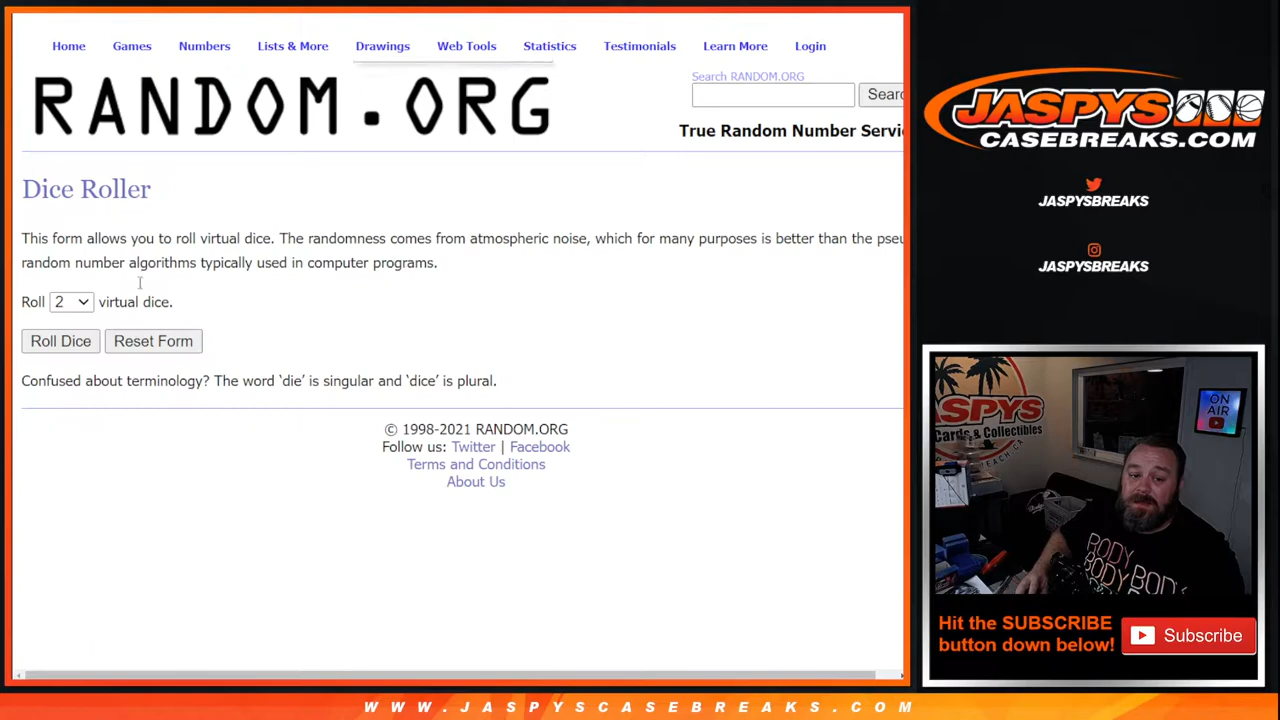 Home Games Numbers Lists & More Drawings Web Tools Statistics Testimonials Learn More Login
RANDOM.ORG
Search RANDOM.ORG
Searc
True Random Number Servi
Dice Roller
This form allows you to roll virtual dice. The randomness comes from atmospheric noise, which for many purposes is better than the pseu
random number algorithms typically used in computer programs.
Roll 2 virtual dice.
Roll Dice Reset Form
Confused about terminology? The word ‘die’ is singular and ‘dice’ is plural.
© 1998-2021 RANDOM.ORG
Follow us: Twitter | Facebook
Terms and Conditions
About Us
JASPYS
CASEBREAKS.COM
JASPYSBREAKS
JASPYSBREAKS
ASPYS
Cards & Collectibles
ON
AIR
BODY
BODY BODY
Hit the SUBSCRIBE
button down below!
Subscribe
WWW.JASPYSCASEBREAKS.COM